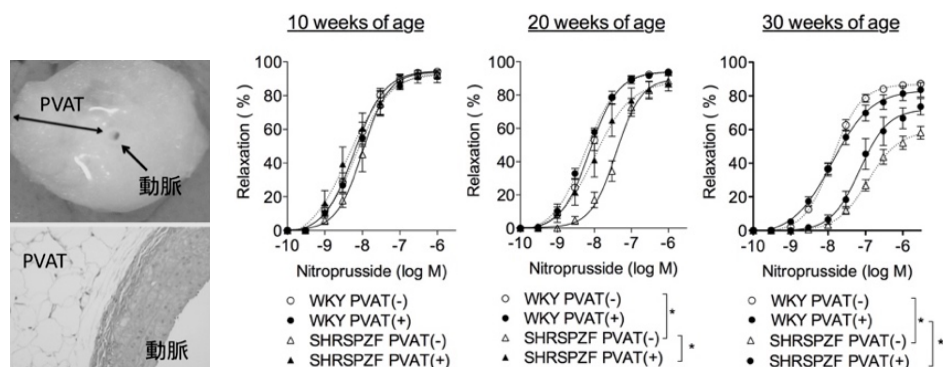 PVAT
動脈
PVAT
動脈
10 weeks of age
Relaxation ( % )
100
80
60
40
20
0
-10 -9 -8 -7 -6
Nitroprusside (log M)
WKY PVAT(-)
WKY PVAT(+)
SHRSPZF PVAT(-)
SHRSPZF PVAT(+)
20 weeks of age
Relaxation ( % )
100
80
60
40
20
0
-10 -9 -8 -7 -6
Nitroprusside (log M)
WKY PVAT(-)
WKY PVAT(+)
SHRSPZF PVAT(-)
SHRSPZF PVAT(+)
*
*
30 weeks of age
Relaxation ( % )
100
80
60
40
20
0
-10 -9 -8 -7 -6
Nitroprusside (log M)
WKY PVAT(-)
WKY PVAT(+)
SHRSPZF PVAT(-)
SHRSPZF PVAT(+)
*
*